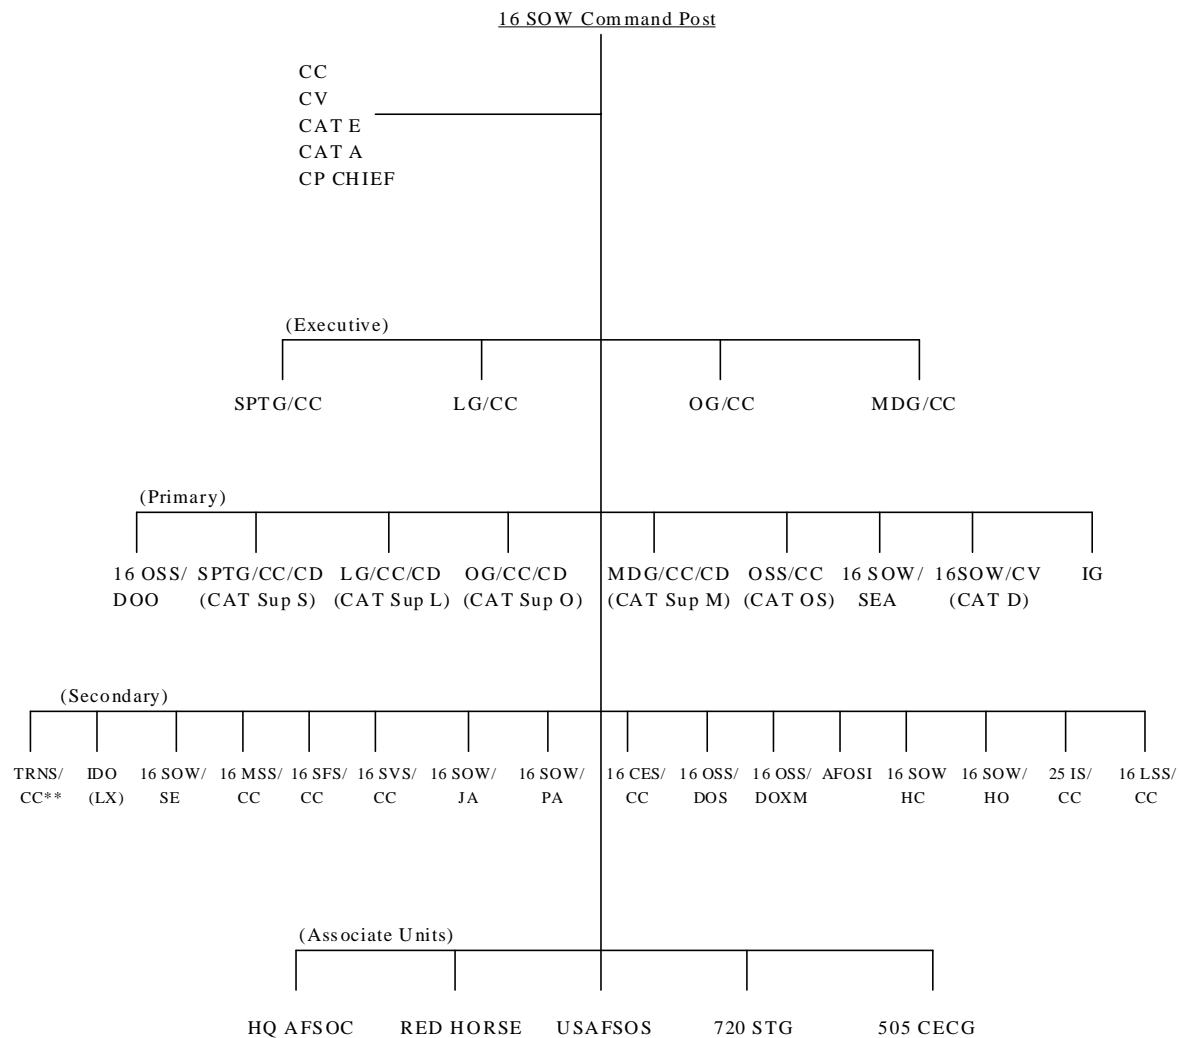 16 SOW Command Post
CC
CV
CAT E
CAT A
CP CHIEF
(Executive)
SPTG/CC LG/CC OG/CC MDG/CC
(Primary)
16 OSS/ SPTG/CC/CD LG/CC/CD OG/CC/CD MDG/CC/CD OSS/CC 16 SOW/ 16SOW/CV IG
DOO (CAT Sup S) (CAT Sup L) (CAT Sup O) (CAT Sup M) (CAT OS) SEA (CAT D)
(Secondary)
TRNS/ IDO 16 SOW/ 16 MSS/ 16 SFS/ 16 SVS/ 16 SOW/ 16 SOW/ 16 CES/ 16 OSS/ 16 OSS/ AFOSI 16 SOW 16 SOW/ 25 IS/ 16 LSS/
CC** (LX) SE CC CC CC JA PA CC DOS DOXM HC HO CC CC
(Associate Units)
HQ AFSOC RED HORSE USAFSOS 720 STG 505 CECG